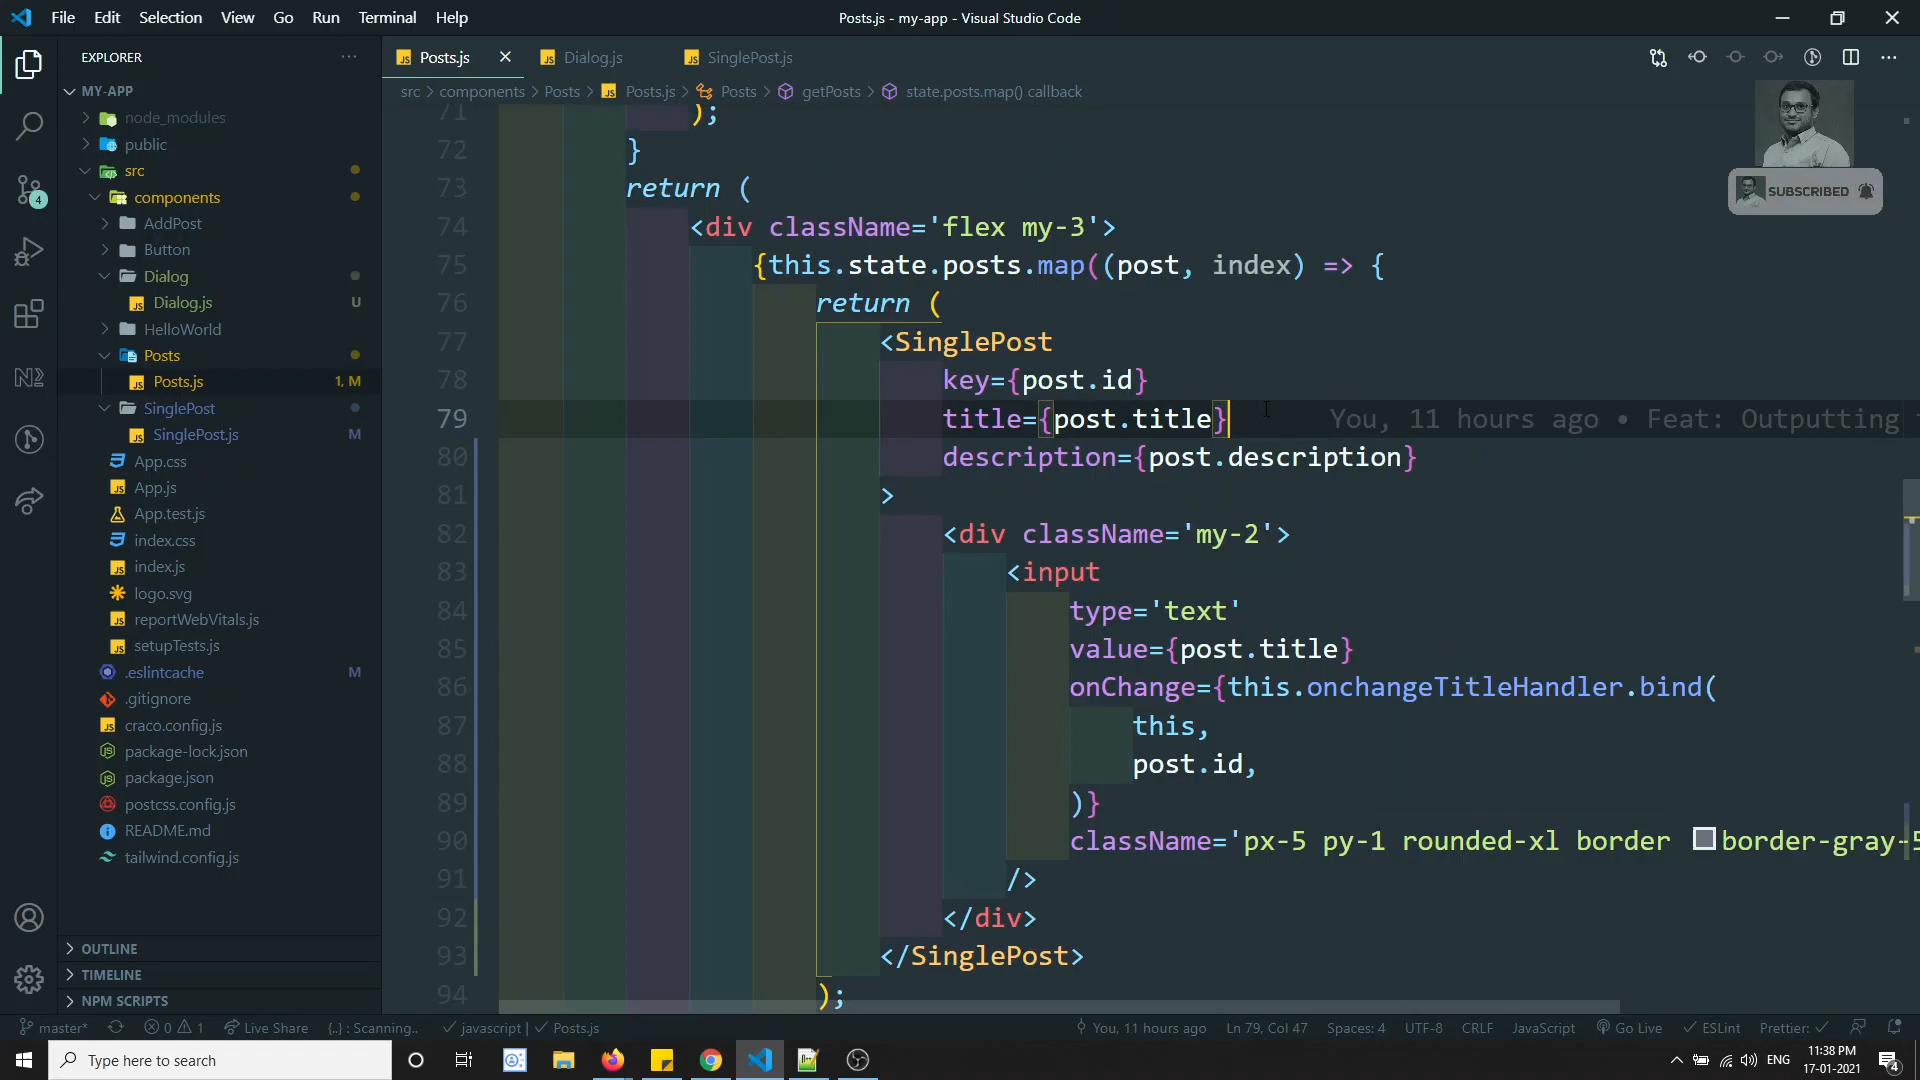 File Edit Selection View Go Run Terminal Help
Posts.js - my-app - Visual Studio Code
EXPLORER
MY-APP
node_modules
public
src
components
AddPost
Button
Dialog
Dialog.js U
HelloWorld
Posts
Posts.js 1, M
SinglePost
SinglePost.js M
App.css
App.js
App.test.js
index.css
index.js
logo.svg
reportWebVitals.js
setupTests.js
.eslintcache M
.gitignore
craco.config.js
package-lock.json
package.json
postcss.config.js
README.md
tailwind.config.js
OUTLINE
TIMELINE
NPM SCRIPTS
4
Posts.js Dialog.js SinglePost.js
src > components > Posts > Posts.js > Posts > getPosts > state.posts.map() callback
SUBSCRIBED
71 );
72 }
73 return (
74 <div className='flex my-3'>
75 {this.state.posts.map((post, index) => {
76 return (
77 <SinglePost
78 key={post.id}
79 title={post.title} You, 11 hours ago • Feat: Outputting
80 description={post.description}
81 >
82 <div className='my-2'>
83 <input
84 type='text'
85 value={post.title}
86 onChange={this.onchangeTitleHandler.bind(
87 this,
88 post.id,
89 )}
90 className='px-5 py-1 rounded-xl border border-gray-5
91 />
92 </div>
93 </SinglePost>
94 );
master* 0 1 Live Share {..} : Scanning.. javascript | Posts.js You, 11 hours ago Ln 79, Col 47 Spaces: 4 UTF-8 CRLF JavaScript Go Live ESLint Prettier:
Type here to search
ENG
11:38 PM
17-01-2021
4